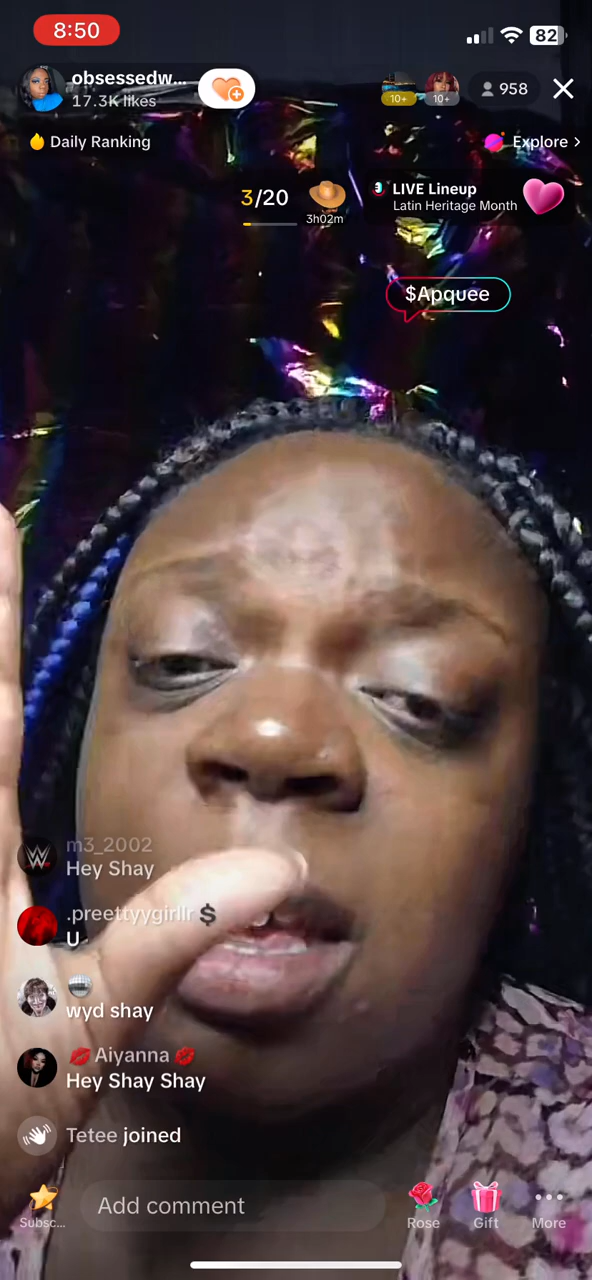 8:50
82
obsessedw...
17.3K likes
10+
10+
958
Daily Ranking
Explore >
3/20
3h02m
LIVE Lineup
Latin Heritage Month
$Apquee
m3_2002
Hey Shay
.preettyygirllr $
U
wyd shay
💋 Aiyanna 💋
Hey Shay Shay
Tetee joined
Subsc...
Add comment
Rose
Gift
More